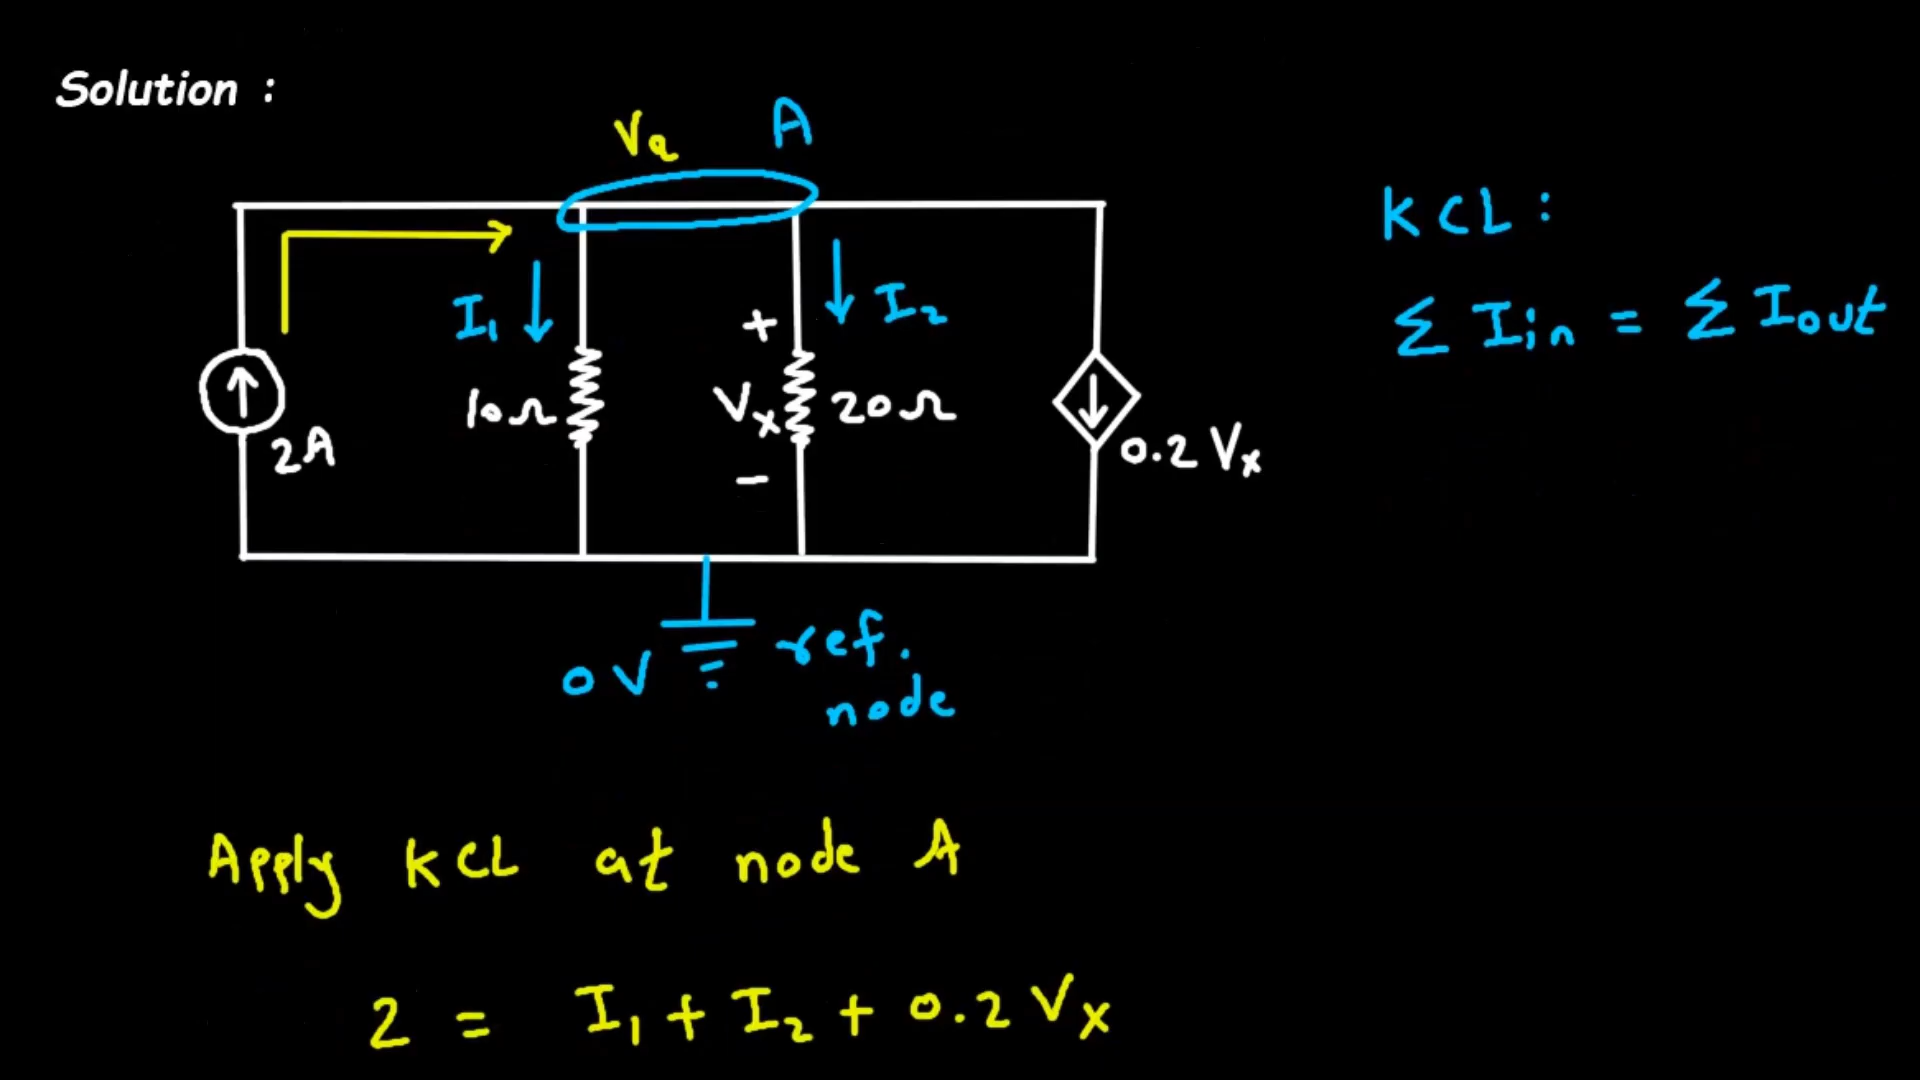 Solution :
Va A
KCL :
Σ Iin = Σ Iout
I₁ I₂
+
10Ω Vx 20Ω
2A 0.2 Vx
−
0V ref. node
Apply KCL at node A
2 = I₁ + I₂ + 0.2 Vx